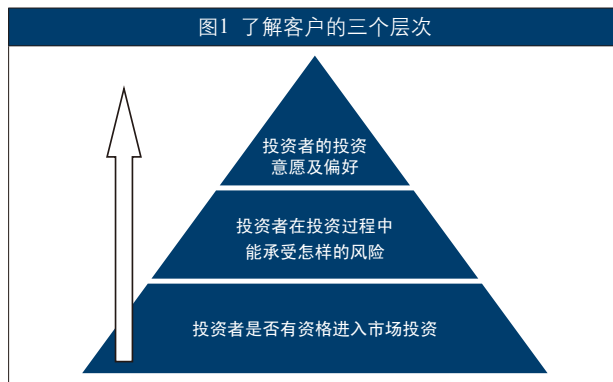 图1 了解客户的三个层次
投资者的投资
意愿及偏好
投资者在投资过程中
能承受怎样的风险
投资者是否有资格进入市场投资